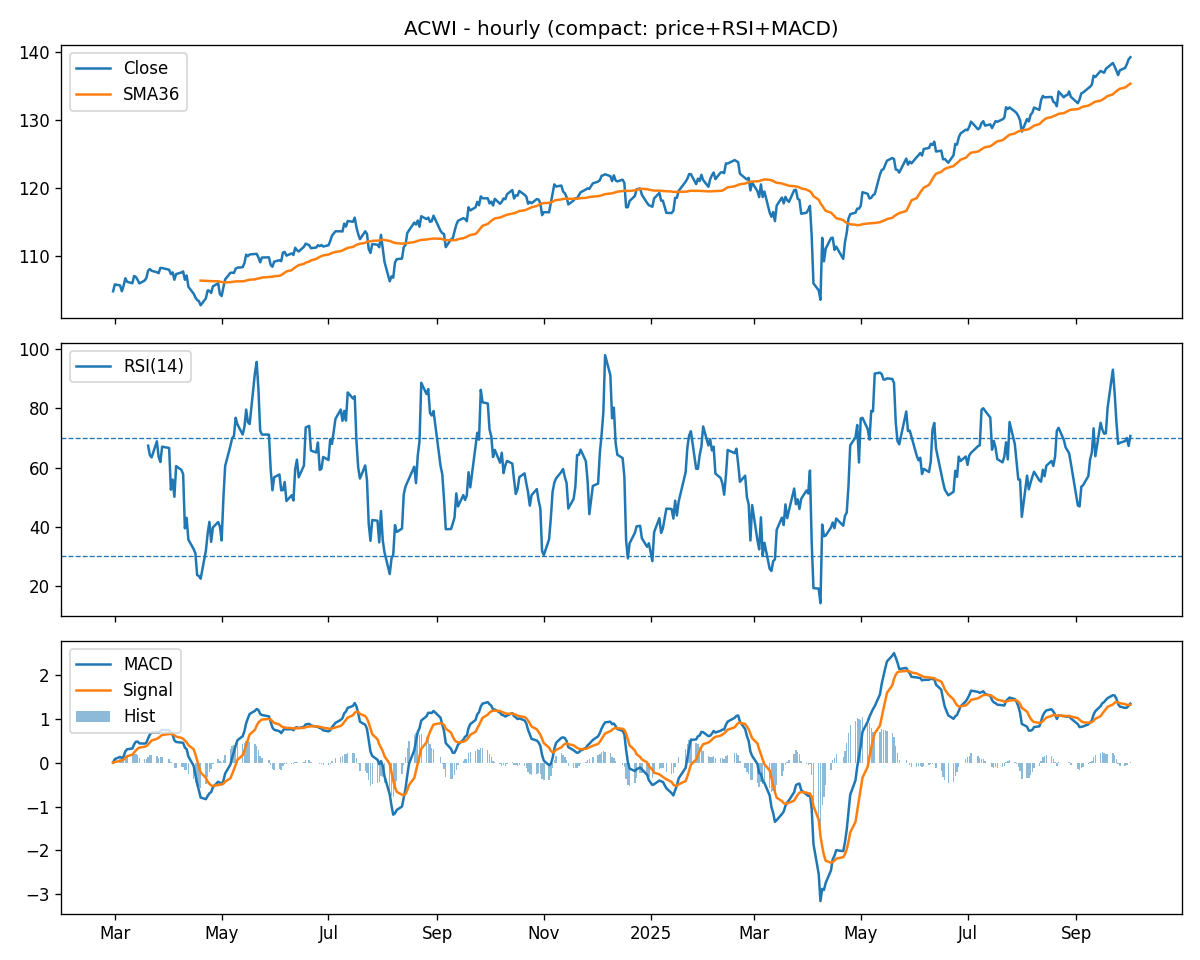 ACWI - hourly (compact: price+RSI+MACD)
140
130
120
110
Close
SMA36
100
80
60
40
20
RSI(14)
2
1
0
−1
−2
−3
MACD
Signal
Hist
Mar May Jul Sep Nov 2025 Mar May Jul Sep